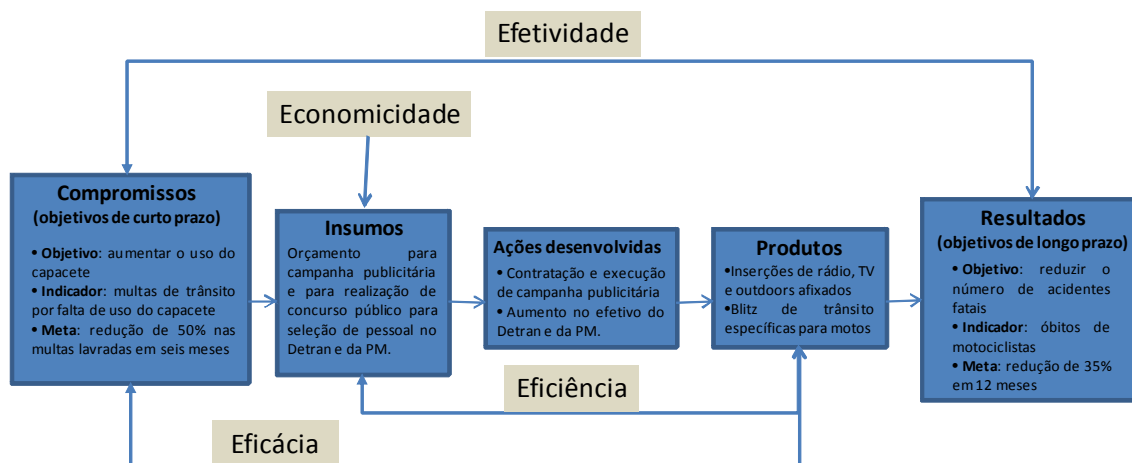 Efetividade
Economicidade
Compromissos
(objetivos de curto prazo)
• Objetivo: aumentar o uso do
capacete
• Indicador: multas de trânsito
por falta de uso do capacete
• Meta: redução de 50% nas
multas lavradas em seis meses
Insumos
Orçamento para
campanha publicitária
e para realização de
concurso público para
seleção de pessoal no
Detran e da PM.
Ações desenvolvidas
• Contratação e execução
de campanha publicitária
• Aumento no efetivo do
Detran e da PM.
Produtos
•Inserções de rádio, TV
e outdoors afixados
•Blitz de trânsito
específicas para motos
Resultados
(objetivos de longo prazo)
• Objetivo: reduzir o
número de acidentes
fatais
• Indicador: óbitos de
motociclistas
• Meta: redução de 35%
em 12 meses
Eficiência
Eficácia